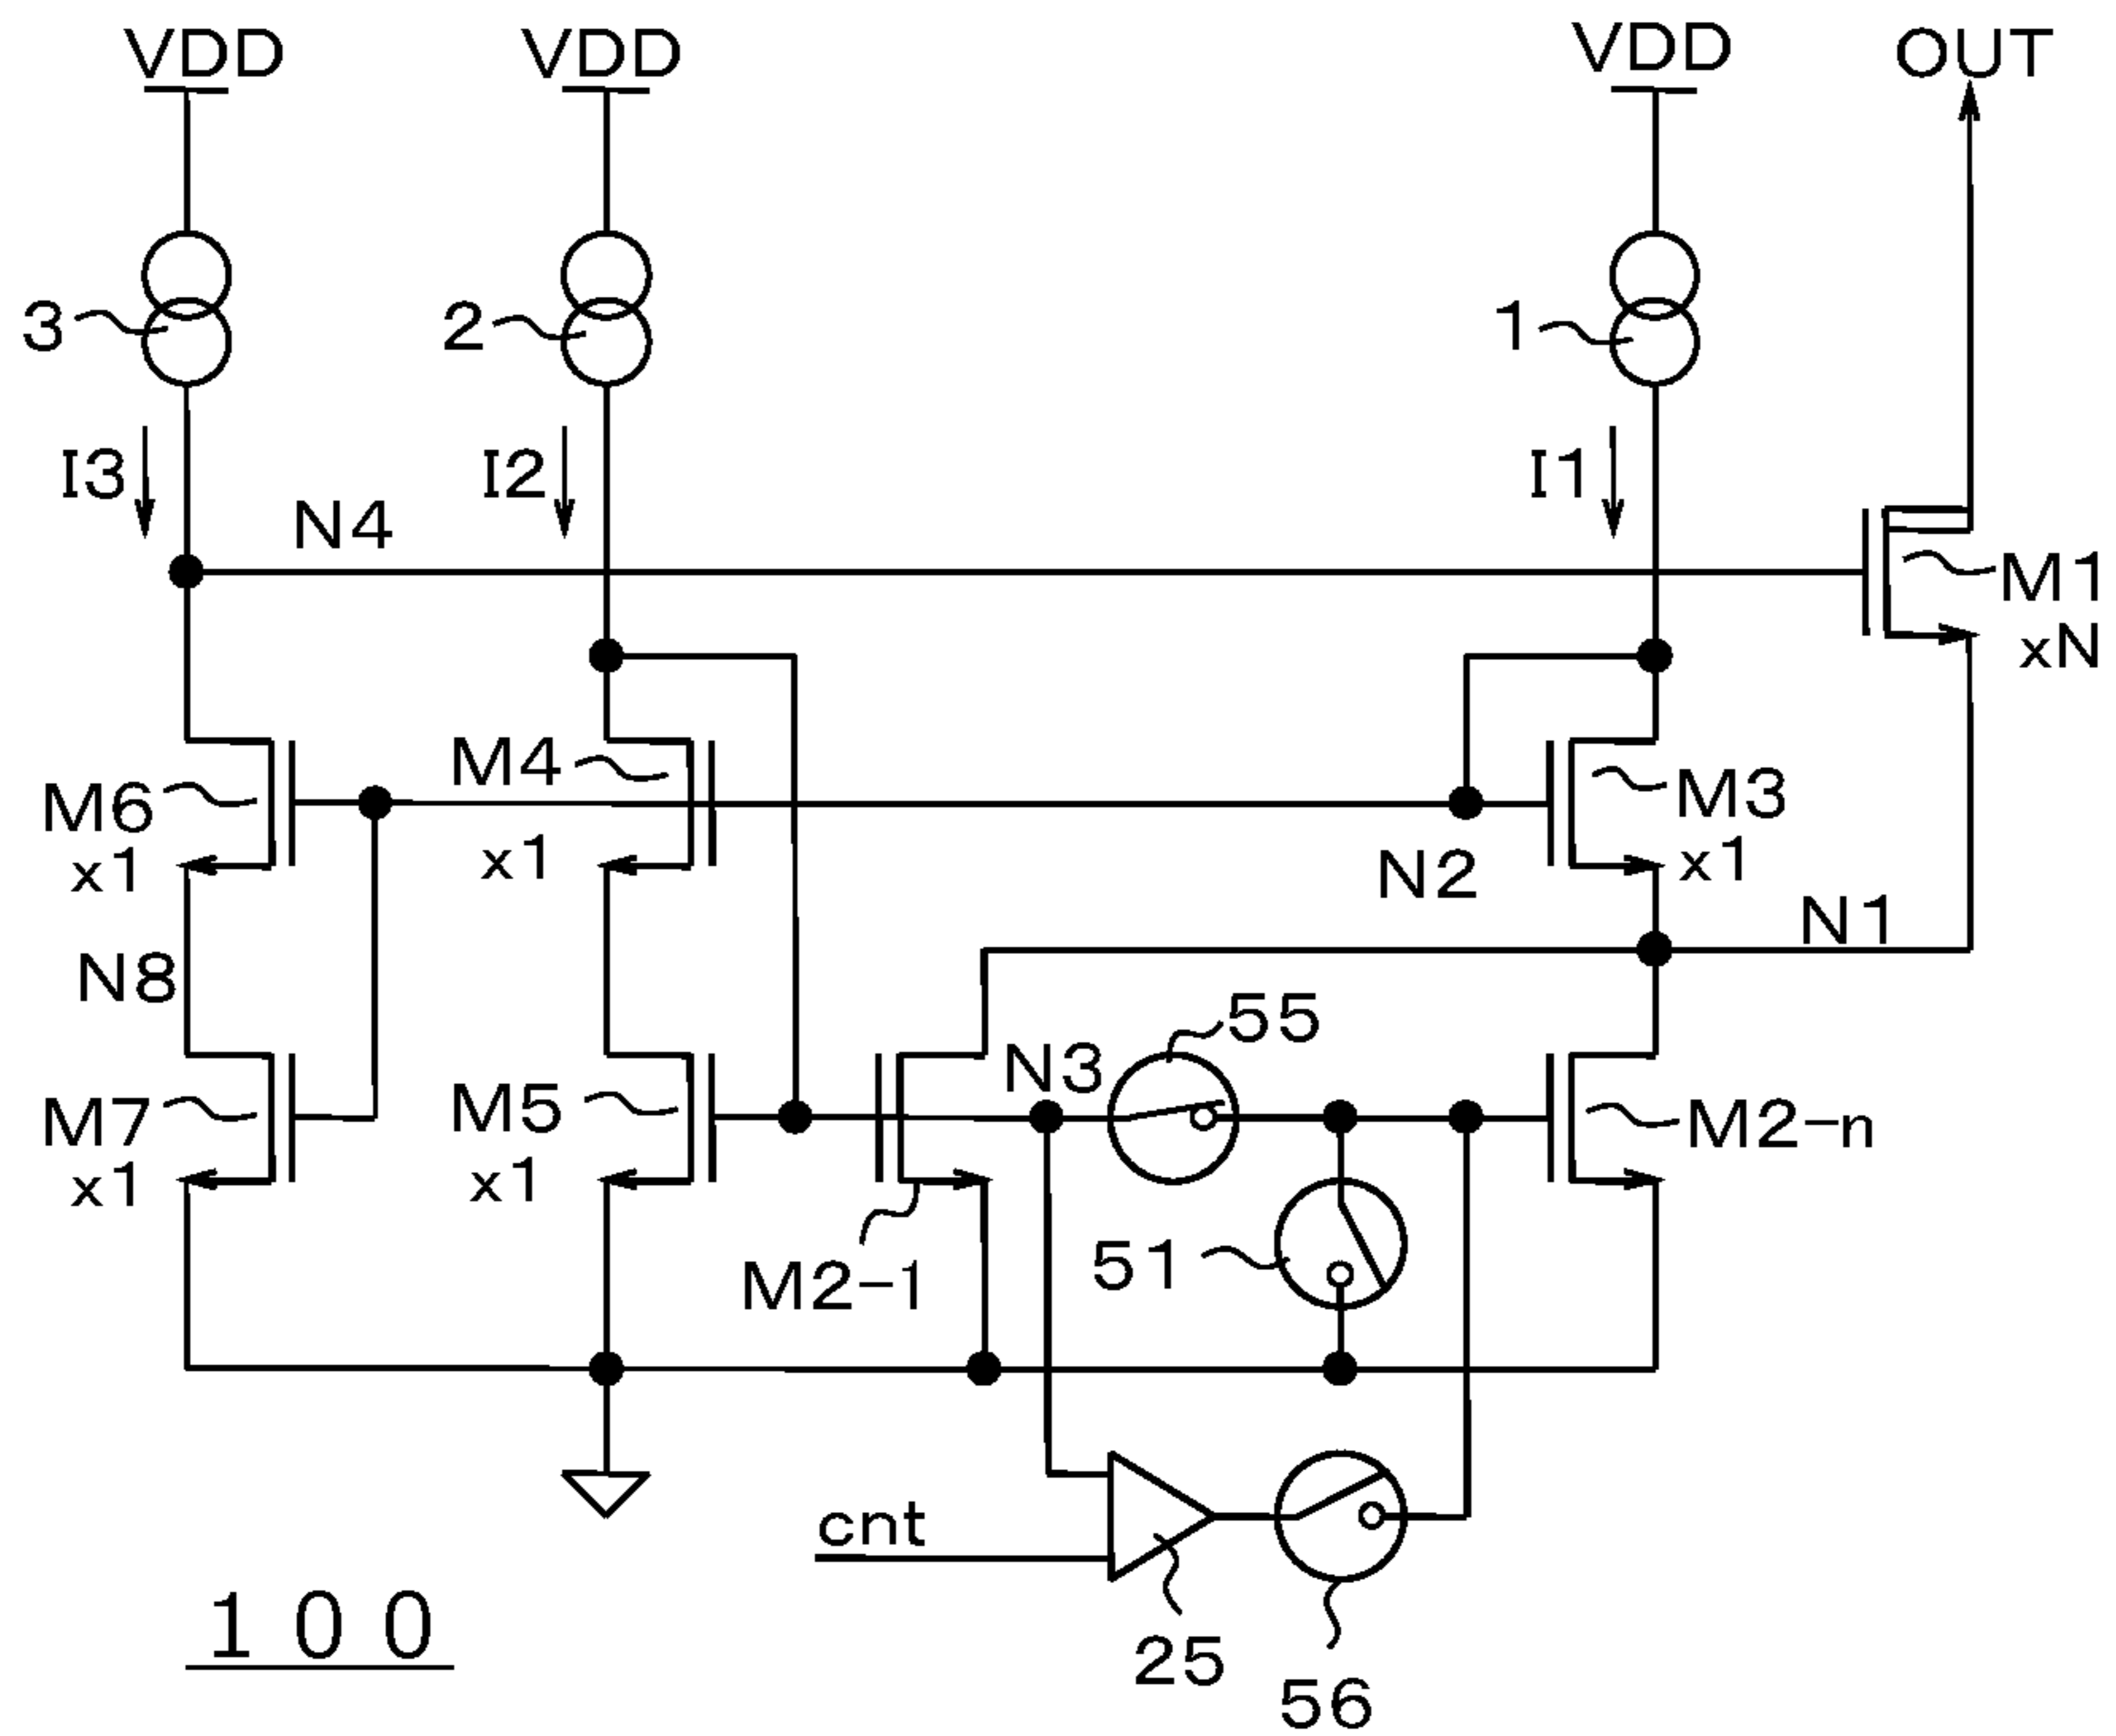 VDD VDD VDD OUT
3 2 1
I3 I2 I1
N4
M1
xN
M4
M6 M3
x1 x1 x1
N2
N1
N8
55
N3
M7 M5 M2-n
x1 x1
51
M2-1
cnt
100
25
56